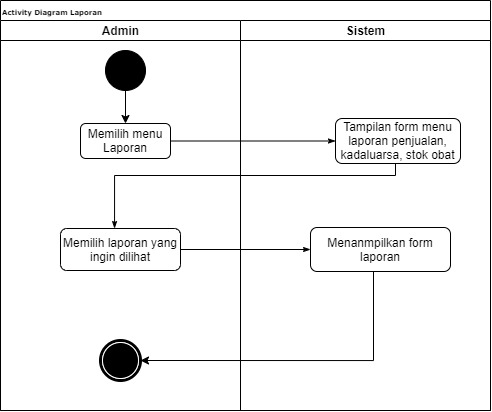 Activity Diagram Laporan
Admin
Sistem
Memilih menu
Laporan
Tampilan form menu
laporan penjualan,
kadaluarsa, stok obat
Memilih laporan yang
ingin dilihat
Menanmpilkan form
laporan